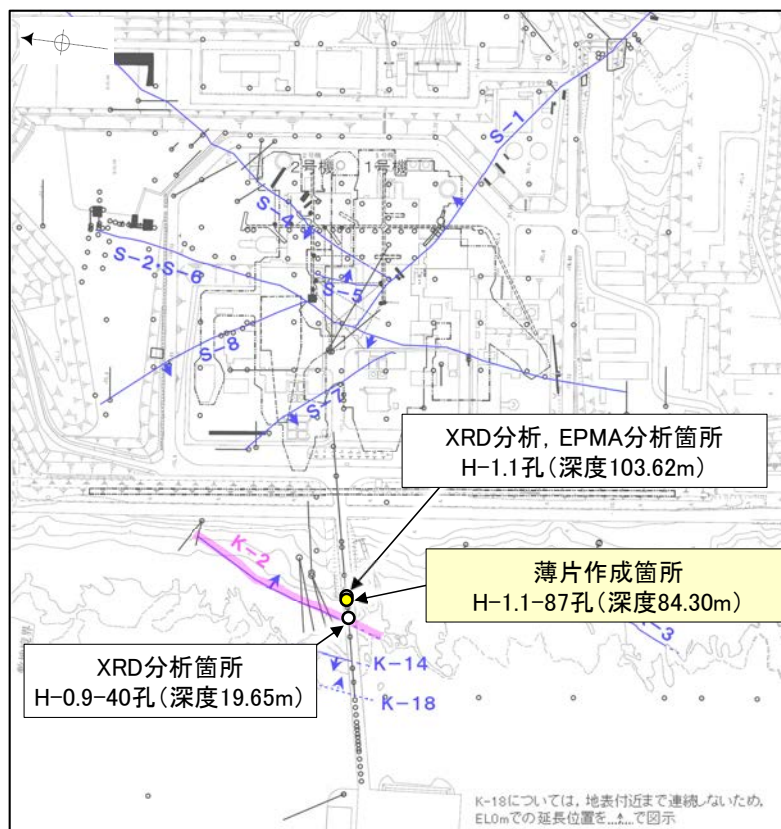 2号機
1号機
S-1
S-4
S-2・S-6
S-5
S-8
S-7
XRD分析, EPMA分析箇所
H-1.1孔(深度103.62m)
K-2
薄片作成箇所
H-1.1-87孔(深度84.30m)
XRD分析箇所
H-0.9-40孔(深度19.65m)
K-14
K-18
K-18については, 地表付近まで連続しないため,
EL0mでの延長位置を...▲...で図示